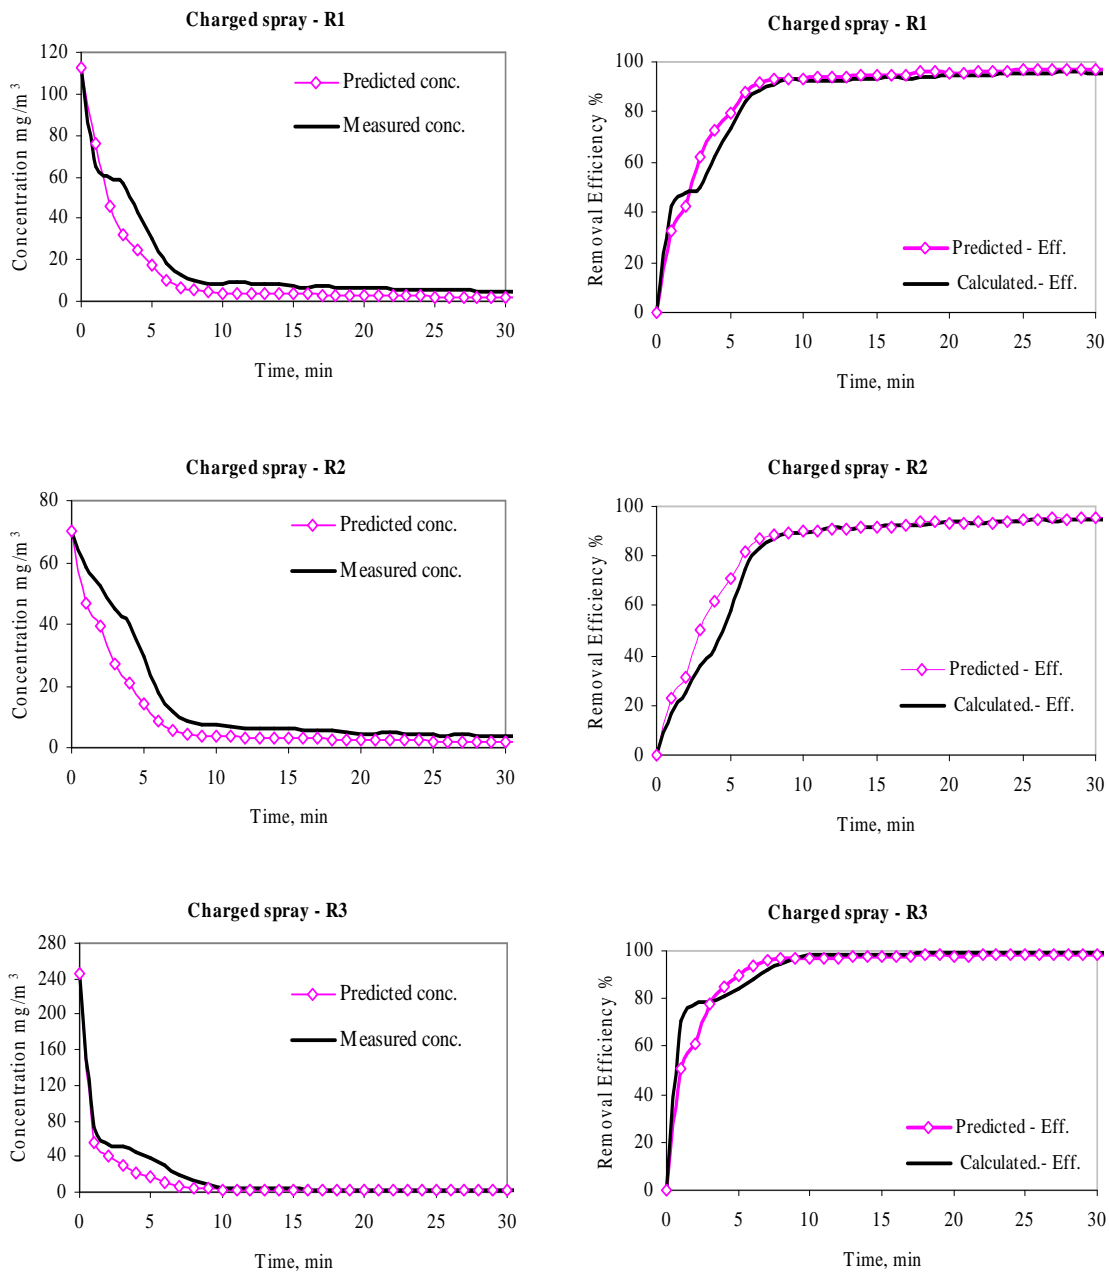 Charged spray - R1
120
100
80
60
40
20
0
Concentration mg/m³
Predicted conc.
Measured conc.
0 5 10 15 20 25 30
Time, min
Charged spray - R1
100
80
60
40
20
0
Removal Efficiency %
Predicted - Eff.
Calculated.- Eff.
0 5 10 15 20 25 30
Time, min
Charged spray - R2
80
60
40
20
0
Concentration mg/m³
Predicted conc.
Measured conc.
0 5 10 15 20 25 30
Time, min
Charged spray - R2
100
80
60
40
20
0
Removal Efficiency %
Predicted - Eff.
Calculated.- Eff.
0 5 10 15 20 25 30
Time, min
Charged spray - R3
280
240
200
160
120
80
40
0
Concentration mg/m³
Predicted conc.
Measured conc.
0 5 10 15 20 25 30
Time, min
Charged spray - R3
100
80
60
40
20
0
Removal Efficiency %
Predicted - Eff.
Calculated.- Eff.
0 5 10 15 20 25 30
Time, min